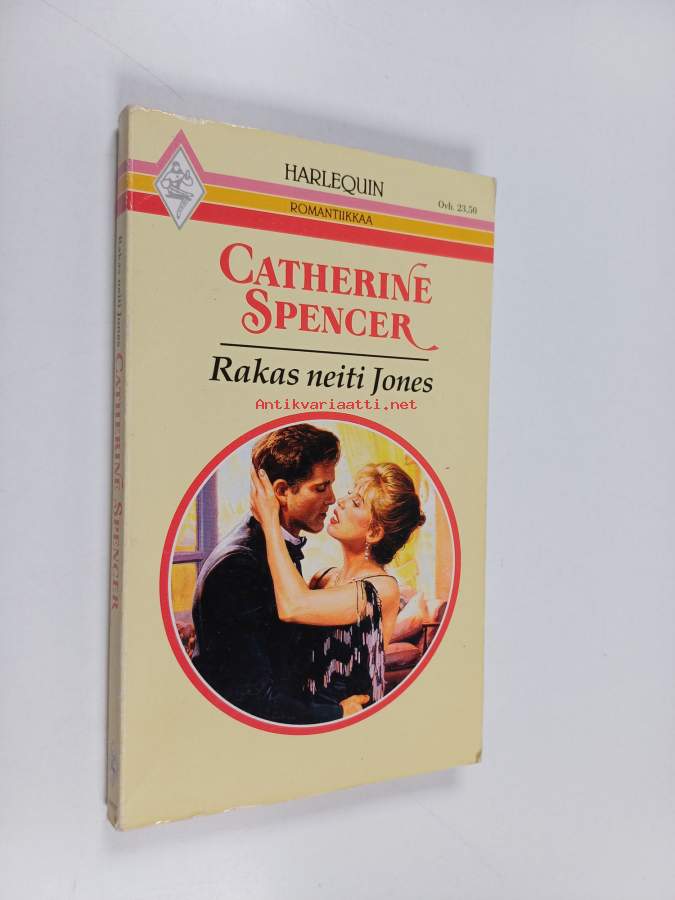 HARLEQUIN
ROMANTIIKKAA
Ovh. 23,50
CATHERINE
SPENCER
Rakas neiti Jones
Antikvariaatti.net
Rakas neiti Jones CATHERINE SPENCER